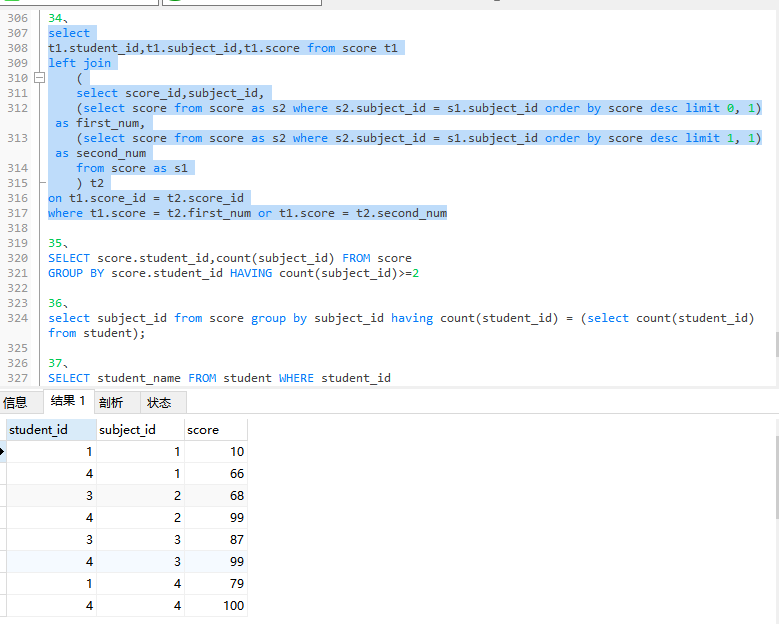 306 34、
307 select
308 t1.student_id,t1.subject_id,t1.score from score t1
309 left join
310 (
311 select score_id,subject_id,
312 (select score from score as s2 where s2.subject_id = s1.subject_id order by score desc limit 0, 1)
as first_num,
313 (select score from score as s2 where s2.subject_id = s1.subject_id order by score desc limit 1, 1)
as second_num
314 from score as s1
315 ) t2
316 on t1.score_id = t2.score_id
317 where t1.score = t2.first_num or t1.score = t2.second_num
318
319 35、
320 SELECT score.student_id,count(subject_id) FROM score
321 GROUP BY score.student_id HAVING count(subject_id)>=2
322
323 36、
324 select subject_id from score group by subject_id having count(student_id) = (select count(student_id)
from student);
325
326 37、
327 SELECT student_name FROM student WHERE student_id
信息 结果 1 剖析 状态
student_id subject_id score
1 1 10
4 1 66
3 2 68
4 2 99
3 3 87
4 3 99
1 4 79
4 4 100